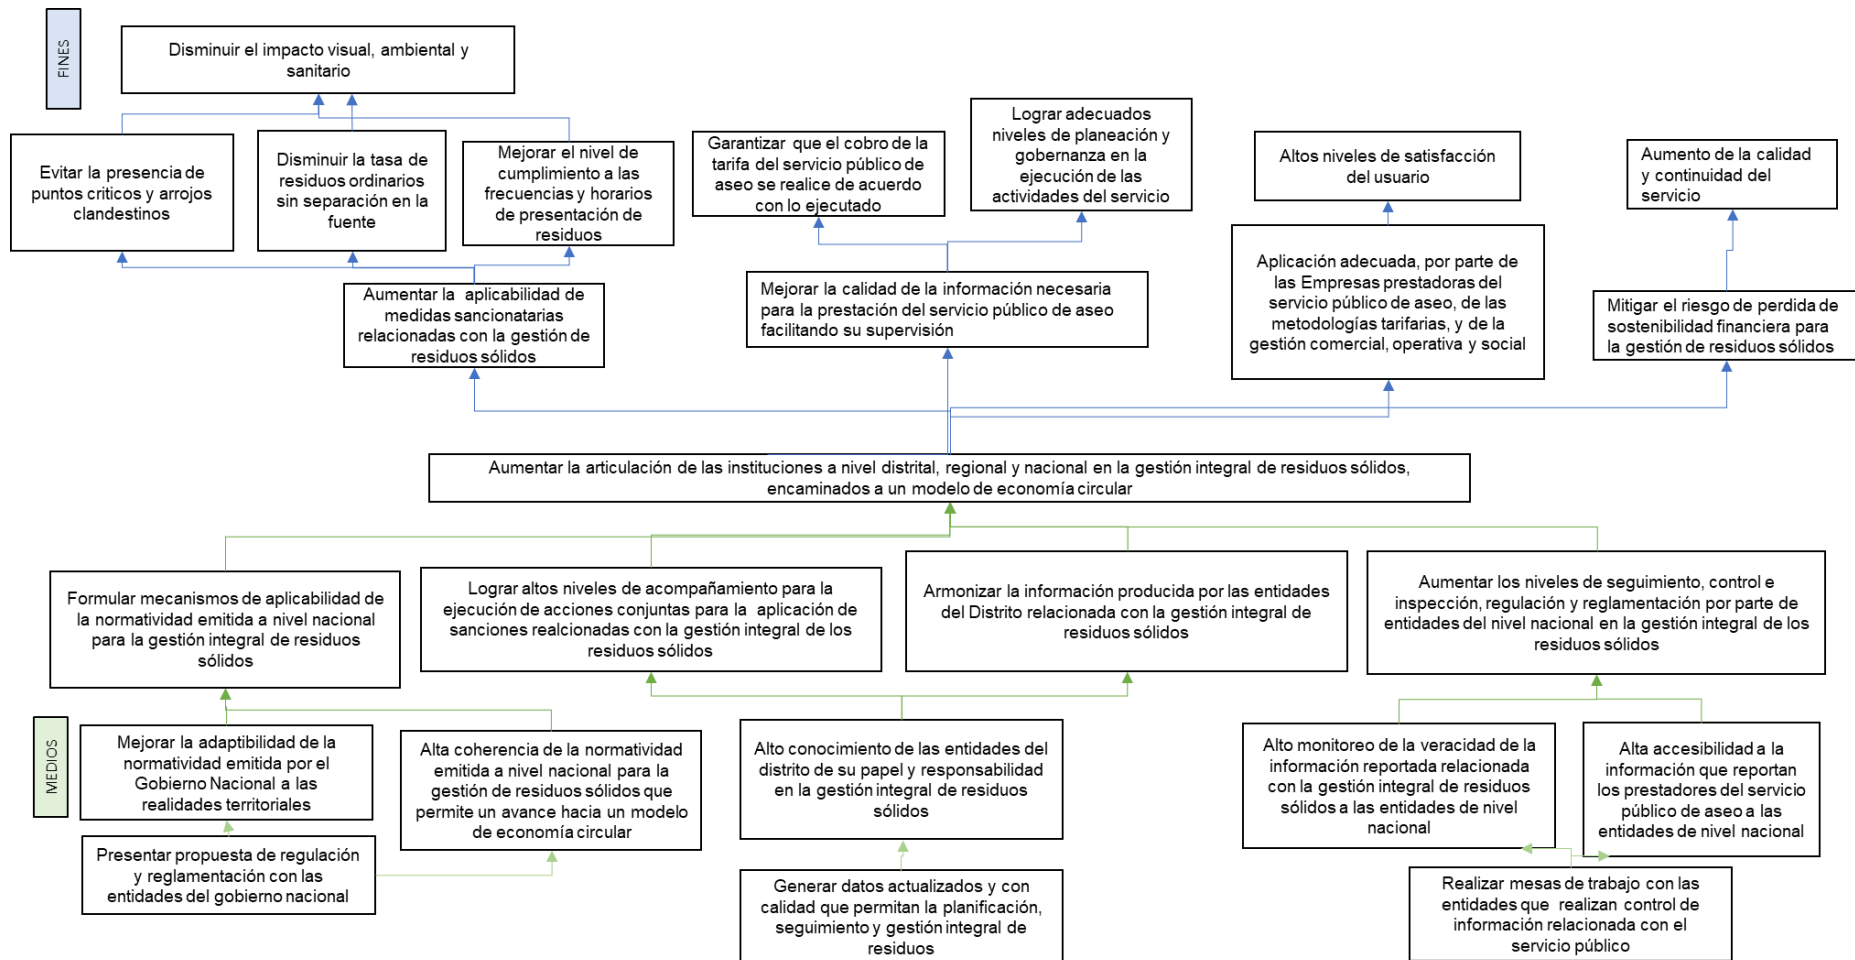 FINES
Disminuir el impacto visual, ambiental y
sanitario
Evitar la presencia de
puntos criticos y arrojos
clandestinos
Disminuir la tasa de
residuos ordinarios
sin separación en la
fuente
Mejorar el nivel de
cumplimiento a las
frecuencias y horarios
de presentación de
residuos
Garantizar que el cobro de la
tarifa del servicio público de
aseo se realice de acuerdo
con lo ejecutado
Lograr adecuados
niveles de planeación y
gobernanza en la
ejecución de las
actividades del servicio
Altos niveles de satisfacción
del usuario
Aumento de la calidad
y continuidad del
servicio
Aumentar la aplicabilidad de
medidas sancionatarias
relacionadas con la gestión de
residuos sólidos
Mejorar la calidad de la información necesaria
para la prestación del servicio público de aseo
facilitando su supervisión
Aplicación adecuada, por parte de
las Empresas prestadoras del
servicio público de aseo, de las
metodologías tarifarias, y de la
gestión comercial, operativa y social
Mitigar el riesgo de perdida de
sostenibilidad financiera para
la gestión de residuos sólidos
Aumentar la articulación de las instituciones a nivel distrital, regional y nacional en la gestión integral de residuos sólidos,
encaminados a un modelo de economía circular
Formular mecanismos de aplicabilidad de
la normatividad emitida a nivel nacional
para la gestión integral de residuos
sólidos
Lograr altos niveles de acompañamiento para la
ejecución de acciones conjuntas para la aplicación de
sanciones realcionadas con la gestión integral de los
residuos sólidos
Armonizar la información producida por las entidades
del Distrito relacionada con la gestión integral de
residuos sólidos
Aumentar los niveles de seguimiento, control e
inspección, regulación y reglamentación por parte de
entidades del nivel nacional en la gestión integral de los
residuos sólidos
MEDIOS
Mejorar la adaptibilidad de la
normatividad emitida por el
Gobierno Nacional a las
realidades territoriales
Alta coherencia de la normatividad
emitida a nivel nacional para la
gestión de residuos sólidos que
permite un avance hacia un modelo
de economía circular
Alto conocimiento de las entidades del
distrito de su papel y responsabilidad
en la gestión integral de residuos
sólidos
Alto monitoreo de la veracidad de la
información reportada relacionada
con la gestión integral de residuos
sólidos a las entidades de nivel
nacional
Alta accesibilidad a la
información que reportan
los prestadores del servicio
público de aseo a las
entidades de nivel nacional
Presentar propuesta de regulación
y reglamentación con las
entidades del gobierno nacional
Generar datos actualizados y con
calidad que permitan la planificación,
seguimiento y gestión integral de
residuos
Realizar mesas de trabajo con las
entidades que realizan control de
información relacionada con el
servicio público